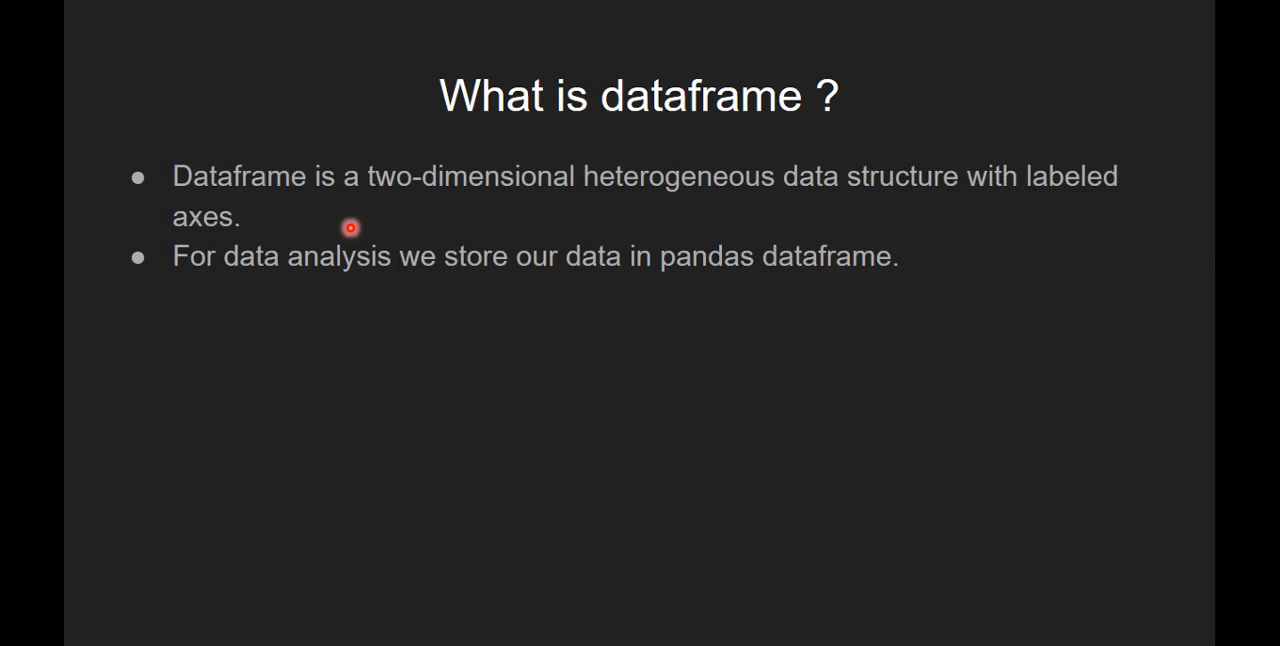 What is dataframe ?
● Dataframe is a two-dimensional heterogeneous data structure with labeled
axes.
● For data analysis we store our data in pandas dataframe.